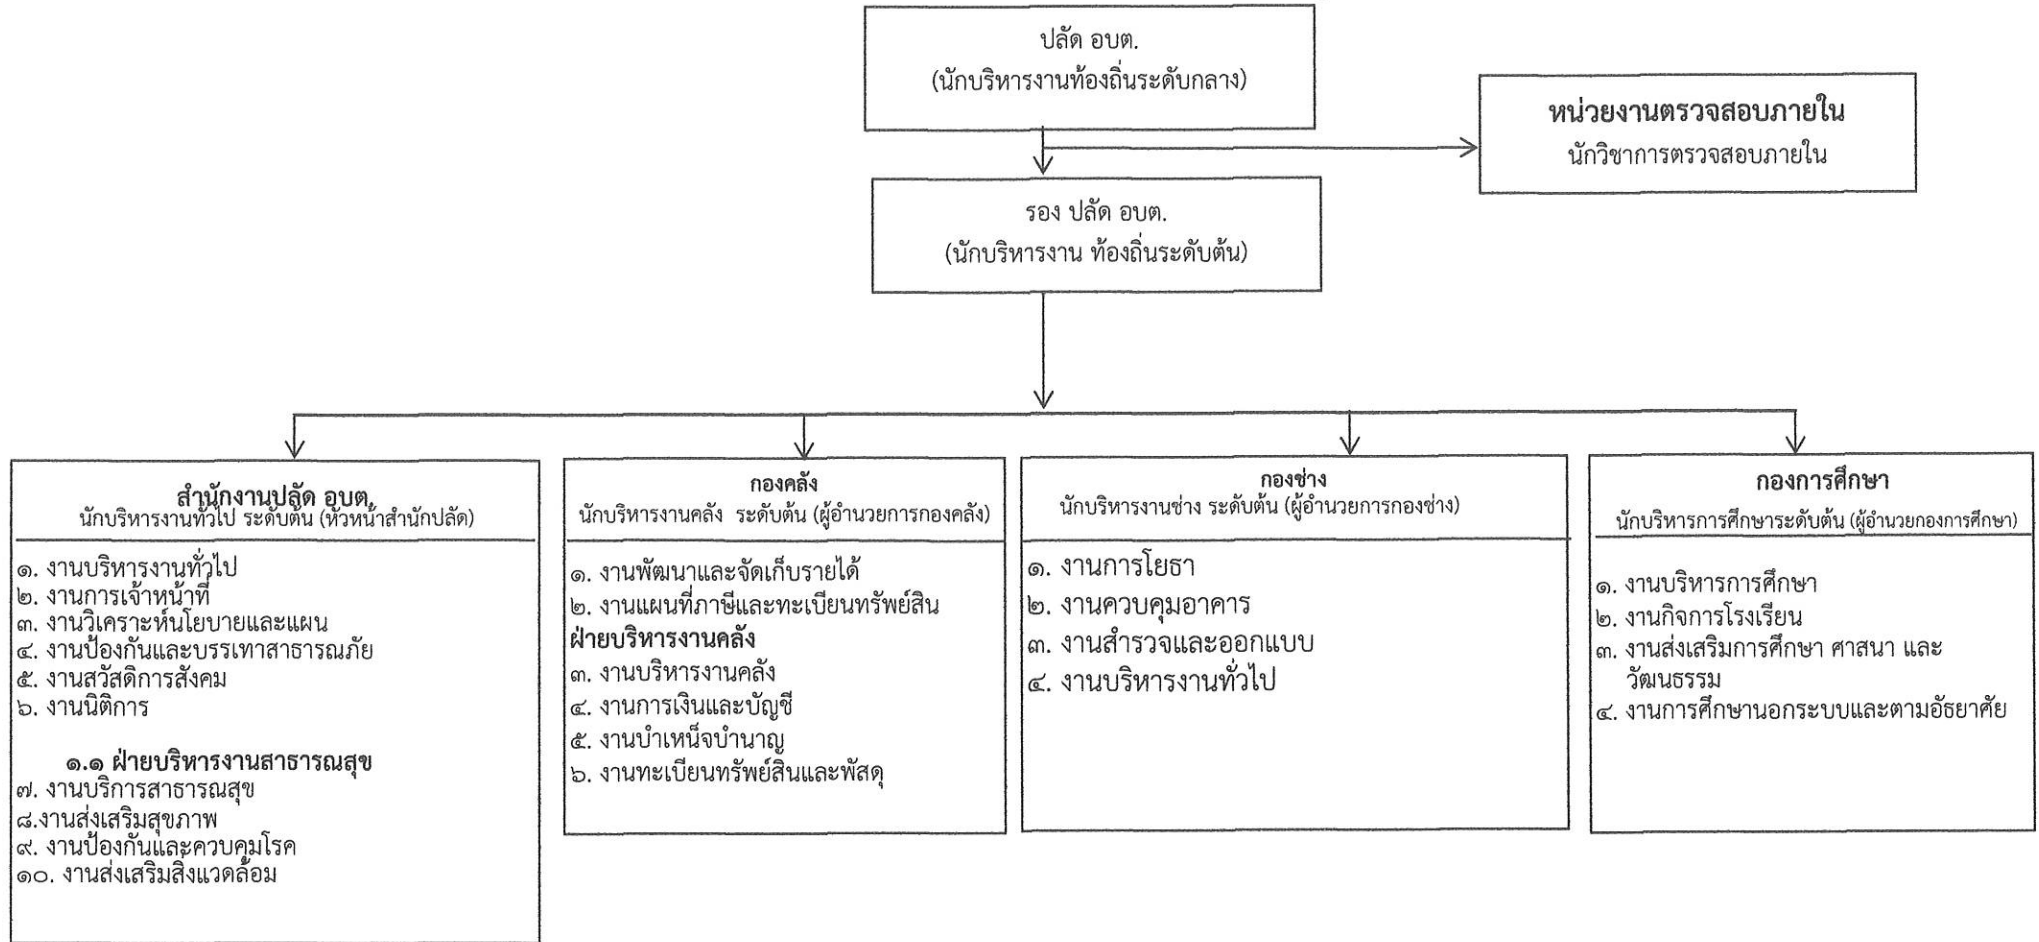 ปลัด อบต.
(นักบริหารงานท้องถิ่นระดับกลาง)
หน่วยงานตรวจสอบภายใน
นักวิชาการตรวจสอบภายใน
รอง ปลัด อบต.
(นักบริหารงาน ท้องถิ่นระดับต้น)
สำนักงานปลัด อบต.
นักบริหารงานทั่วไป ระดับต้น (หัวหน้าสำนักปลัด)
๑. งานบริหารงานทั่วไป
๒. งานการเจ้าหน้าที่
๓. งานวิเคราะห์นโยบายและแผน
๔. งานป้องกันและบรรเทาสาธารณภัย
๕. งานสวัสดิการสังคม
๖. งานนิติการ
๑.๑ ฝ่ายบริหารงานสาธารณสุข
๗. งานบริการสาธารณสุข
๘.งานส่งเสริมสุขภาพ
๙. งานป้องกันและควบคุมโรค
๑๐. งานส่งเสริมสิ่งแวดล้อม
กองคลัง
นักบริหารงานคลัง ระดับต้น (ผู้อำนวยการกองคลัง)
๑. งานพัฒนาและจัดเก็บรายได้
๒. งานแผนที่ภาษีและทะเบียนทรัพย์สิน
ฝ่ายบริหารงานคลัง
๓. งานบริหารงานคลัง
๔. งานการเงินและบัญชี
๕. งานบำเหน็จบำนาญ
๖. งานทะเบียนทรัพย์สินและพัสดุ
กองช่าง
นักบริหารงานช่าง ระดับต้น (ผู้อำนวยการกองช่าง)
๑. งานการโยธา
๒. งานควบคุมอาคาร
๓. งานสำรวจและออกแบบ
๔. งานบริหารงานทั่วไป
กองการศึกษา
นักบริหารการศึกษาระดับต้น (ผู้อำนวยกองการศึกษา)
๑. งานบริหารการศึกษา
๒. งานกิจการโรงเรียน
๓. งานส่งเสริมการศึกษา ศาสนา และ
วัฒนธรรม
๔. งานการศึกษานอกระบบและตามอัธยาศัย